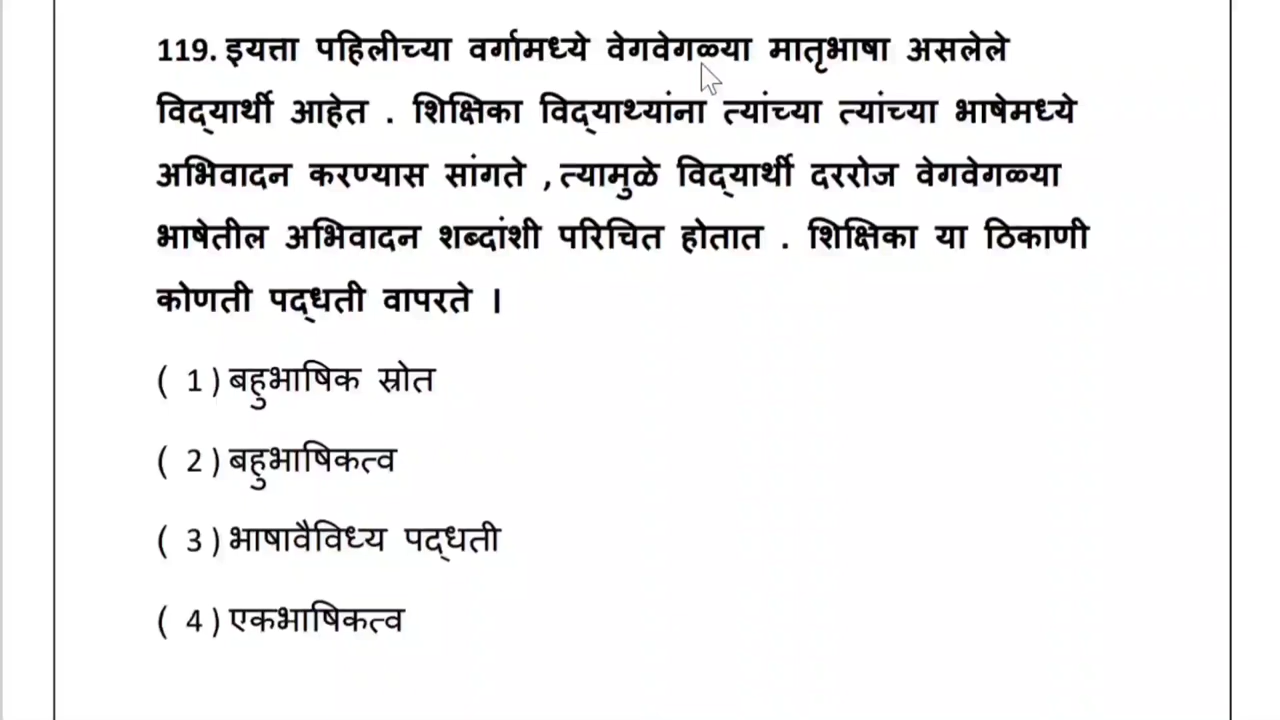 119. इयत्ता पहिलीच्या वर्गामध्ये वेगवेगळ्या मातृभाषा असलेले
विद्‌यार्थी आहेत . शिक्षिका विद्‌याथ्यांना त्यांच्या त्यांच्या भाषेमध्ये
अभिवादन करण्यास सांगते ,त्यामुळे विद्‌यार्थी दररोज वेगवेगळ्या
भाषेतील अभिवादन शब्दांशी परिचित होतात . शिक्षिका या ठिकाणी
कोणती पद्‌धती वापरते ।
( 1 ) बहुभाषिक स्रोत
( 2 ) बहुभाषिकत्व
( 3 ) भाषावैविध्य पद्‌धती
( 4 ) एकभाषिकत्व